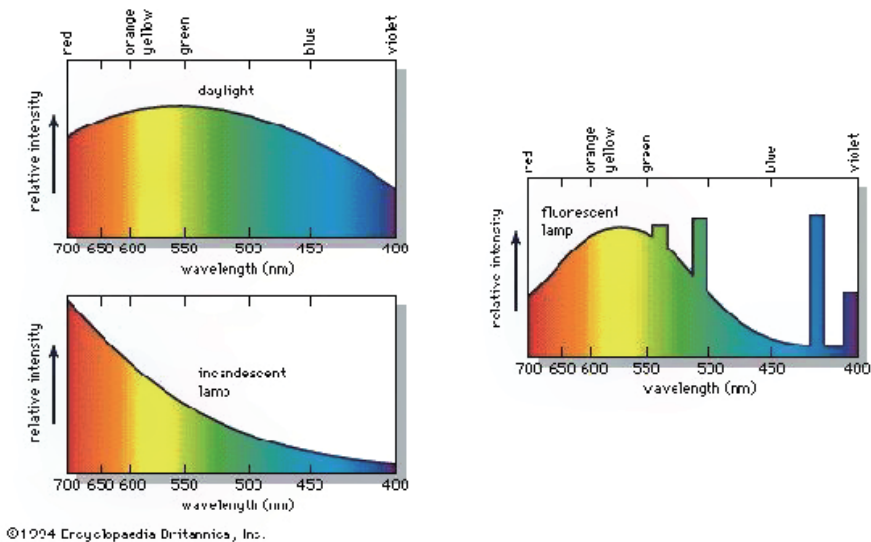 red
orange
yellow
green
blue
violet
daylight
relative intensity
700 650 600 550 500 450 400
wavelength (nm)
incandescent
lamp
relative intensity
700 650 600 550 500 450 400
wavelength (nm)
red
orange
yellow
green
blue
violet
fluorescent
lamp
relative intensity
700 650 600 550 500 450 400
wavelength (nm)
©1994 Encyclopaedia Britannica, Inc.